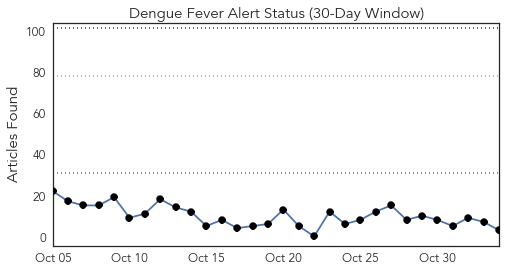 Dengue Fever Alert Status (30-Day Window)
Articles Found
100
80
60
40
20
0
Oct 05
Oct 10
Oct 15
Oct 20
Oct 25
Oct 30